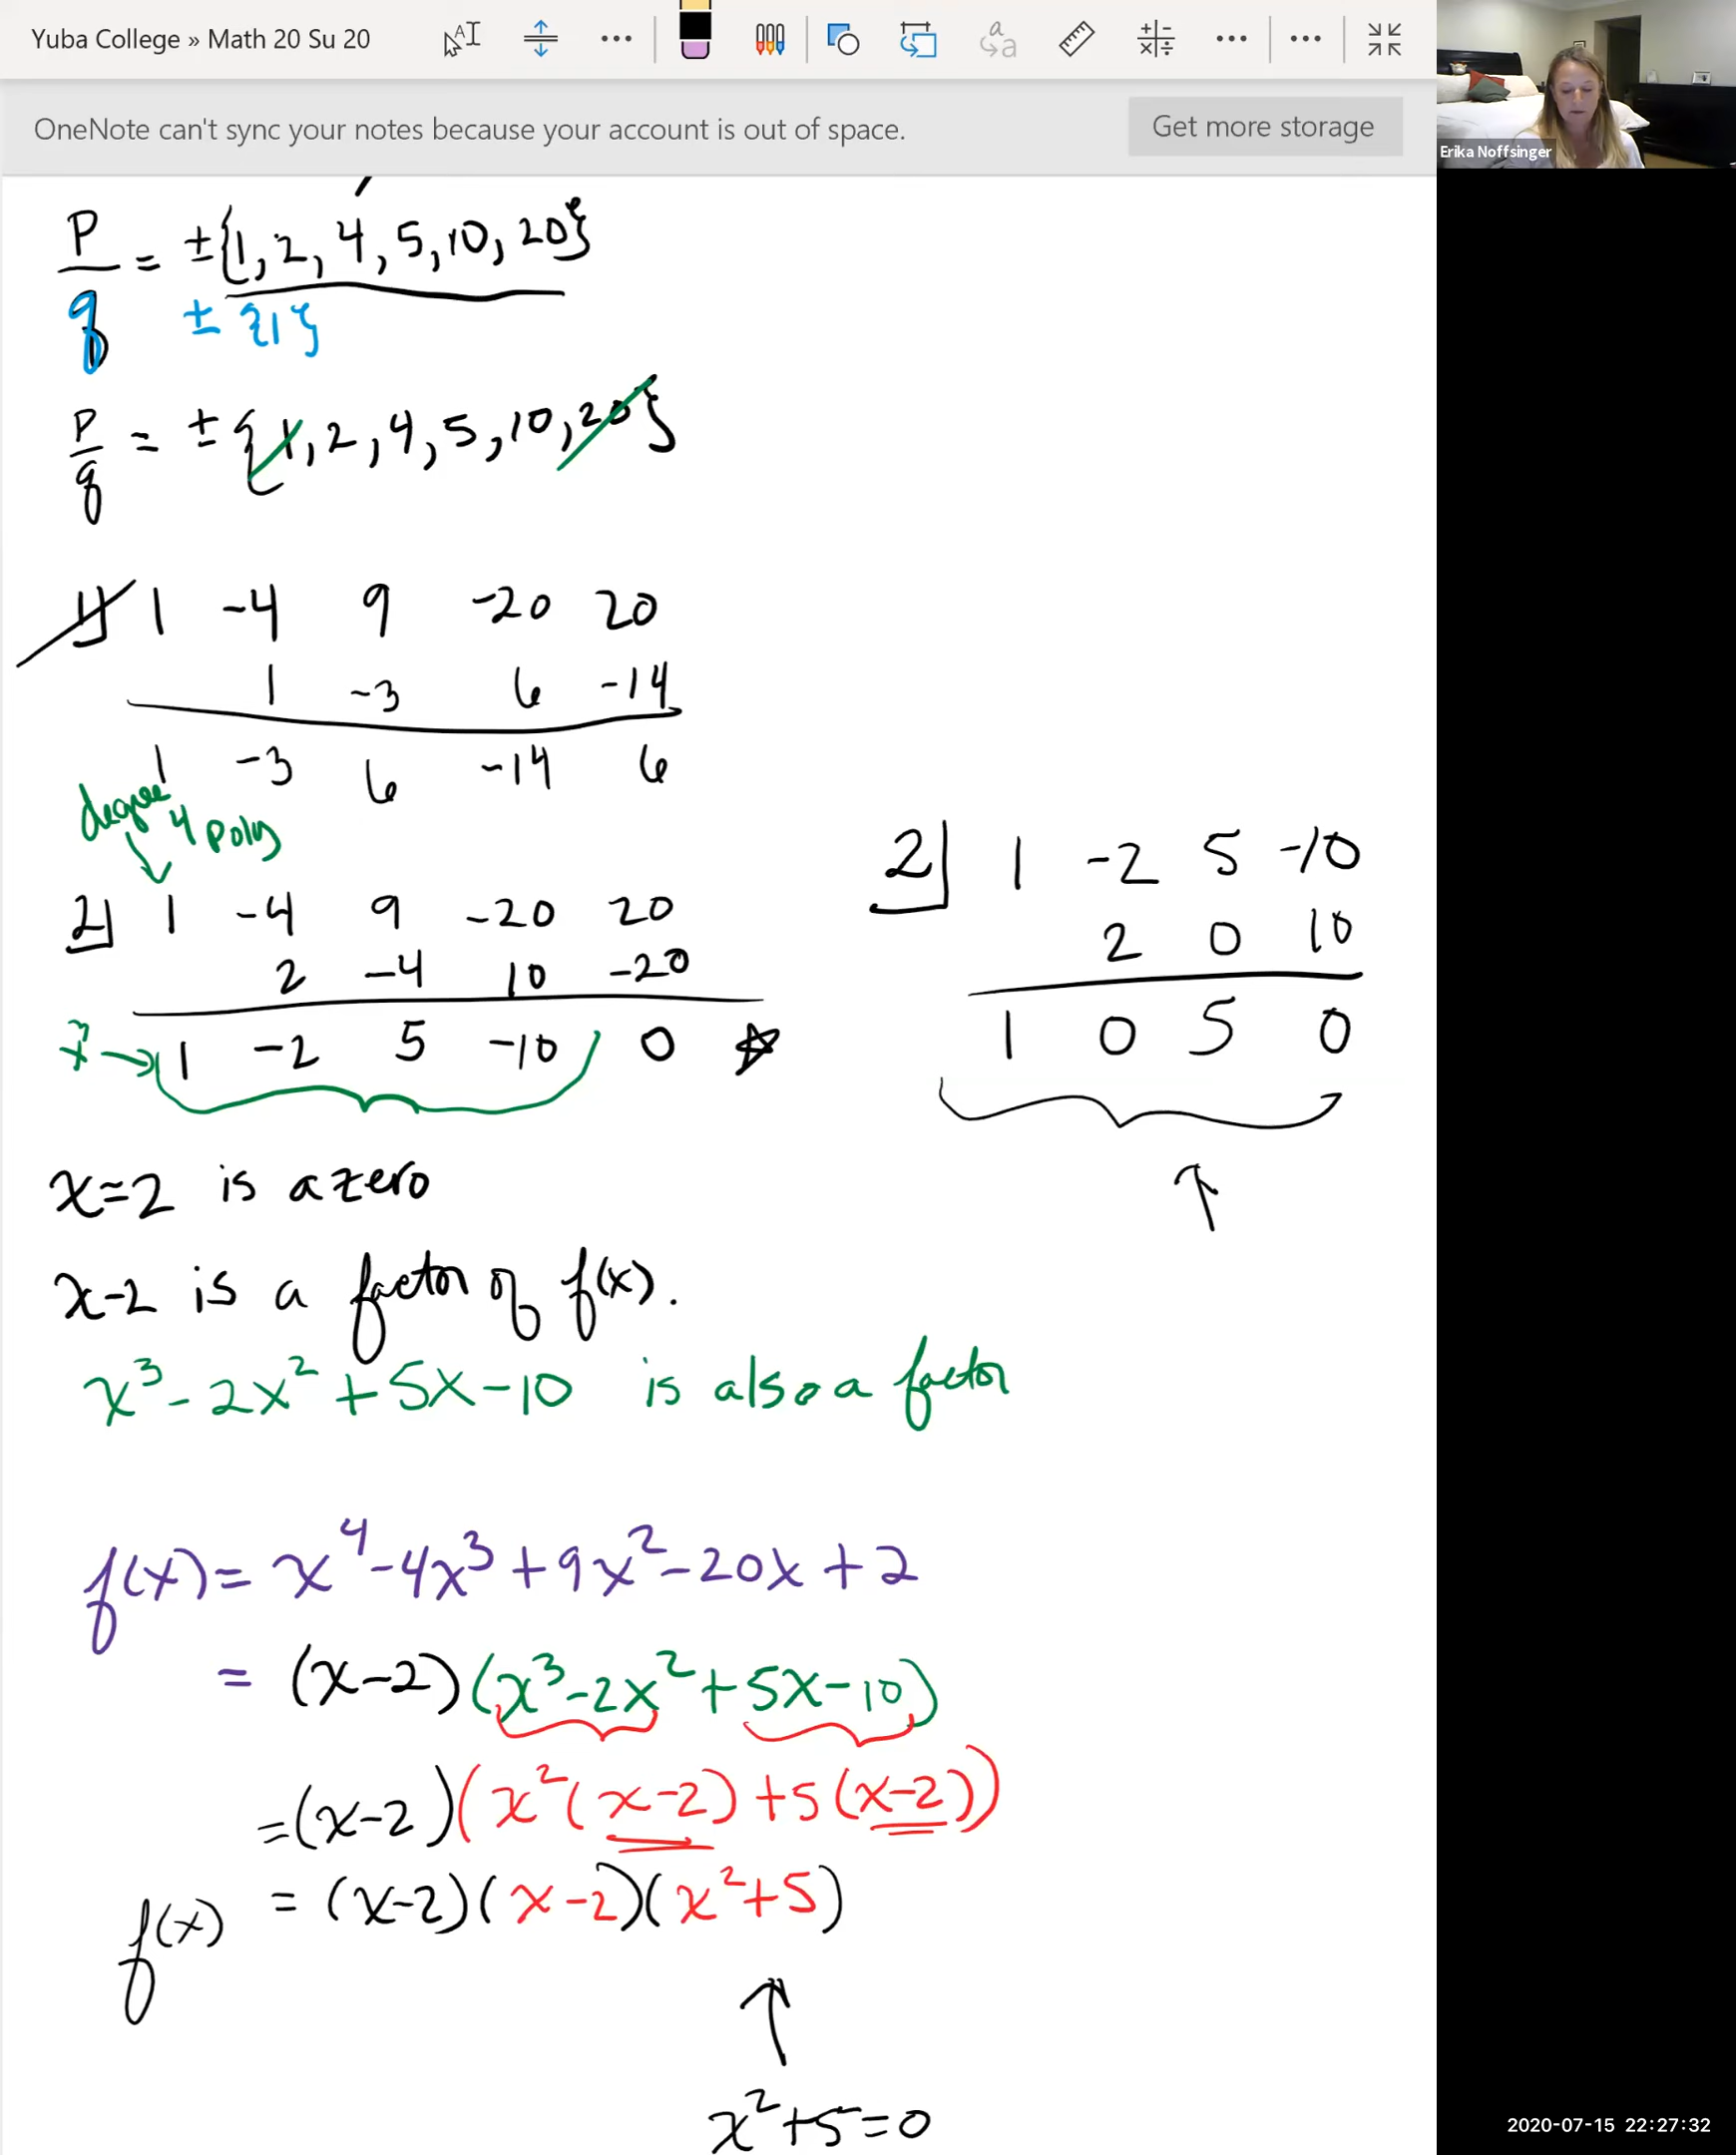 Yuba College » Math 20 Su 20
OneNote can't sync your notes because your account is out of space.
Get more storage
Erika Noffsinger
P/q = ±{1, 2, 4, 5, 10, 20}
± {1}
P/q = ± {1, 2, 4, 5, 10, 20}
1⌋ 1 -4 9 -20 20
1 -3 6 -14
1 -3 6 -14 6
degree
4 poly
2⌋ 1 -4 9 -20 20
2 -4 10 -20
x³ → 1 -2 5 -10 0 ☆
2⌋ 1 -2 5 -10
2 0 10
1 0 5 0
x=2 is a zero
x-2 is a factor of f(x).
x³-2x²+5x-10 is also a factor
f(x)= x⁴-4x³+9x²-20x+2
= (x-2)(x³-2x²+5x-10)
=(x-2)(x²(x-2)+5(x-2))
f(x) = (x-2)(x-2)(x²+5)
↑
x²+5=0
2020-07-15 22:27:32